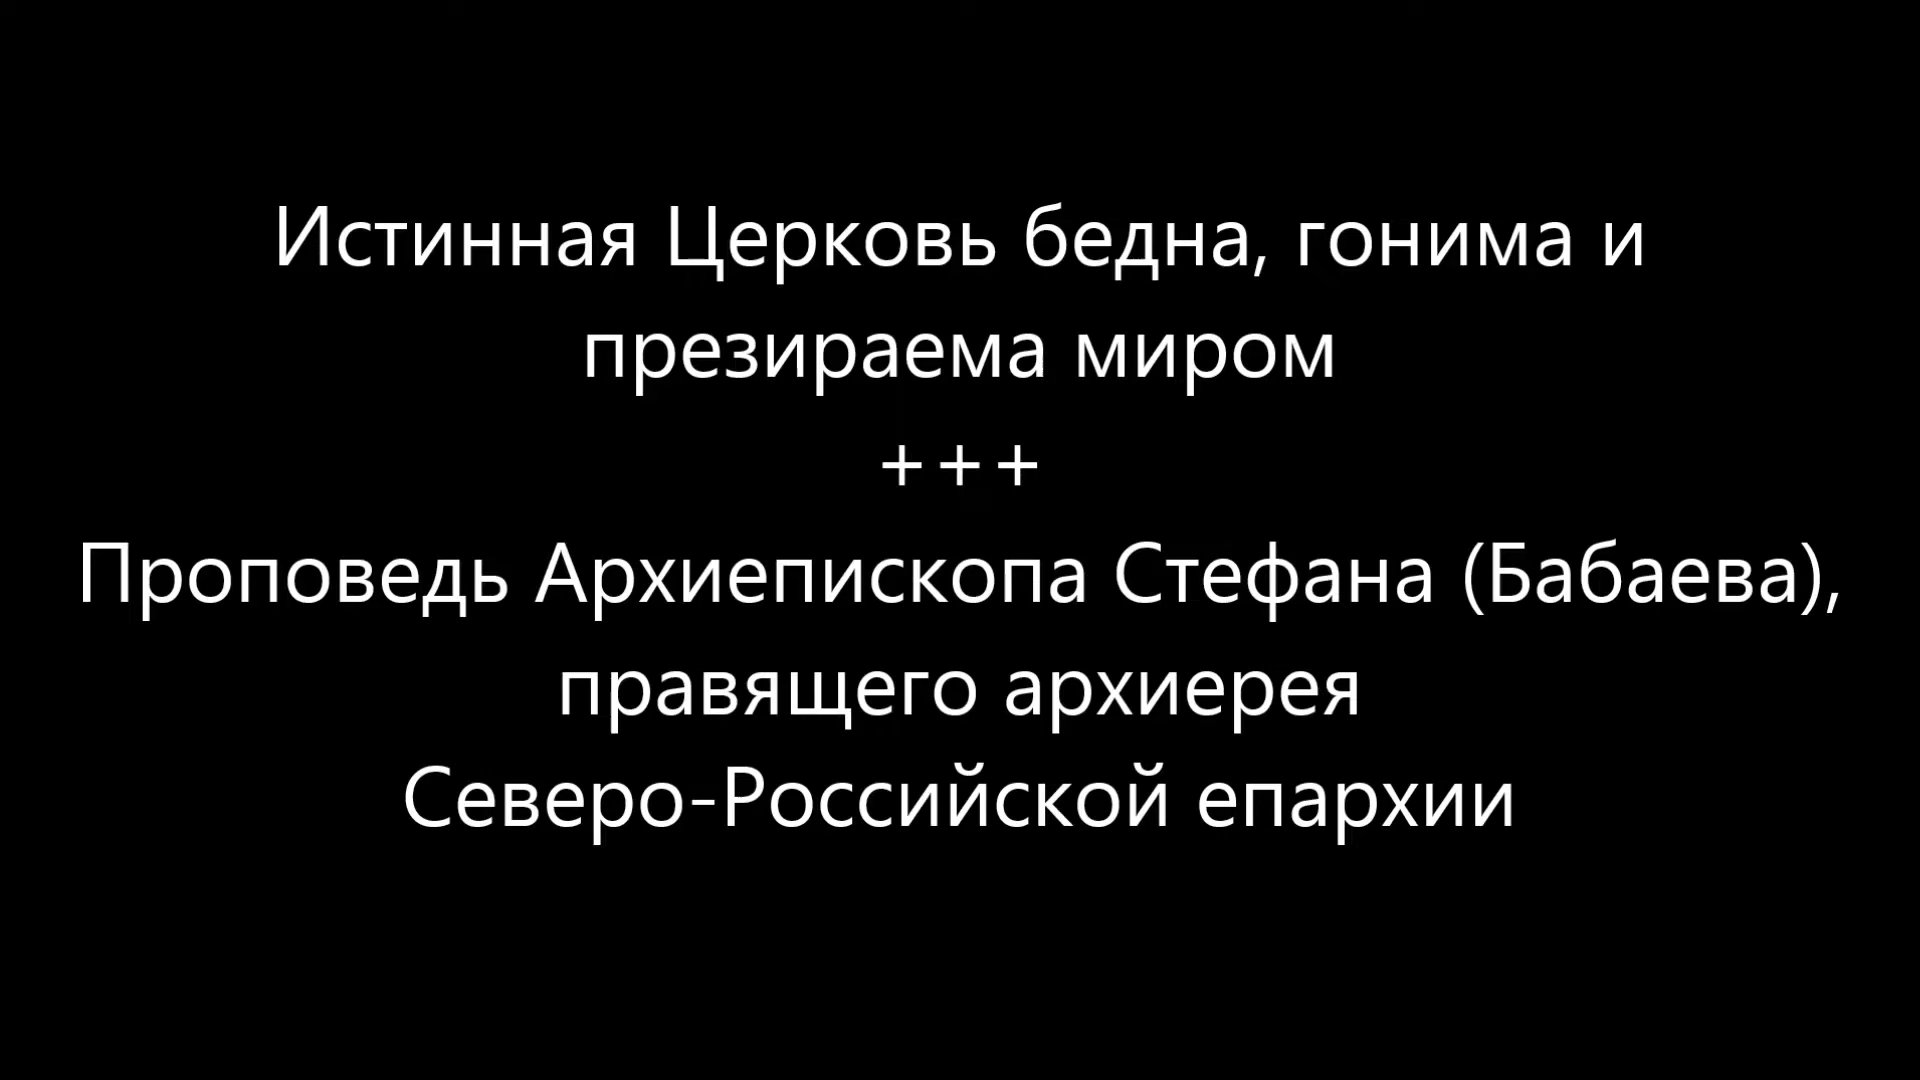 Истинная Церковь бедна, гонима и
презираема миром
+++
Проповедь Архиепископа Стефана (Бабаева),
правящего архиерея
Северо-Российской епархии